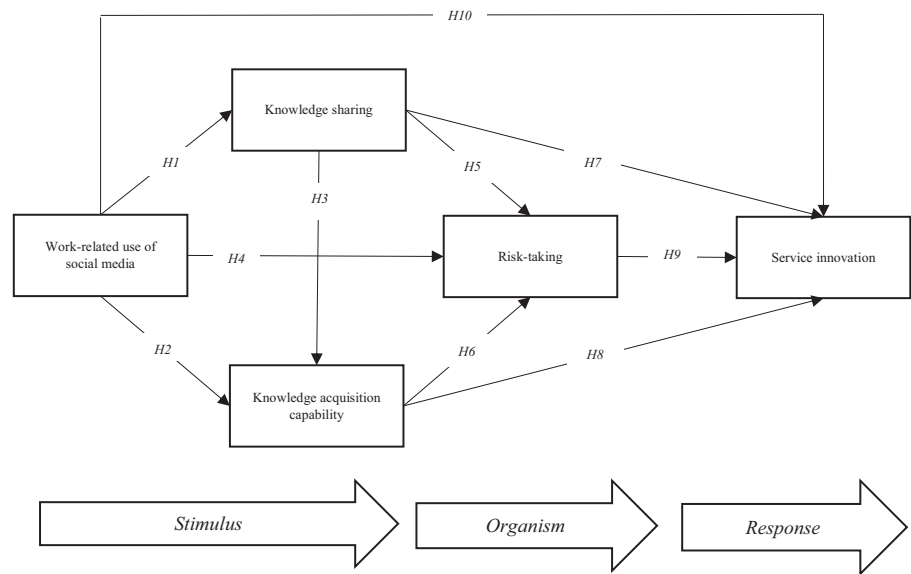 H10
Knowledge sharing
H1
H5
H7
H3
Work-related use of
social media
H4
Risk-taking
H9
Service innovation
H2
H6
H8
Knowledge acquisition
capability
Stimulus
Organism
Response